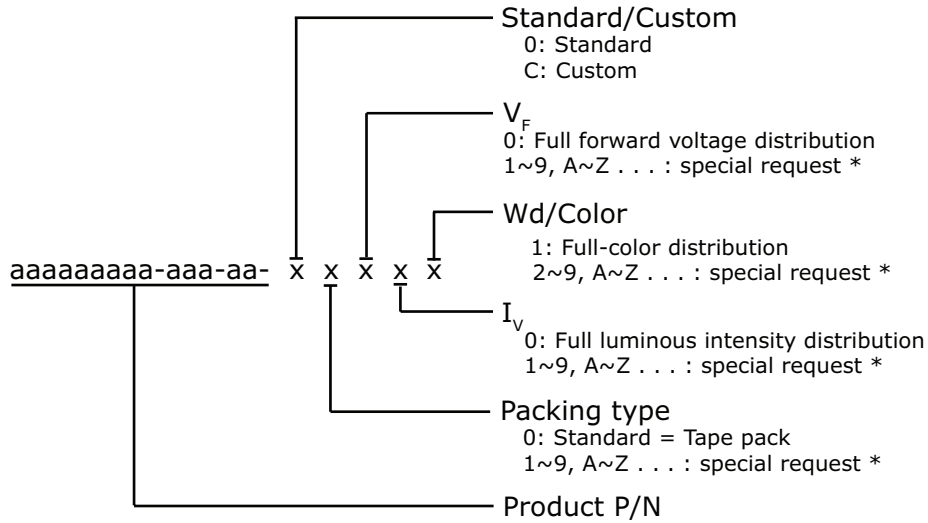 Standard/Custom
0: Standard
C: Custom
VF
0: Full forward voltage distribution
1~9, A~Z . . . : special request *
Wd/Color
1: Full-color distribution
2~9, A~Z . . . : special request *
aaaaaaaaa-aaa-aa- x x x x x
IV
0: Full luminous intensity distribution
1~9, A~Z . . . : special request *
Packing type
0: Standard = Tape pack
1~9, A~Z . . . : special request *
Product P/N